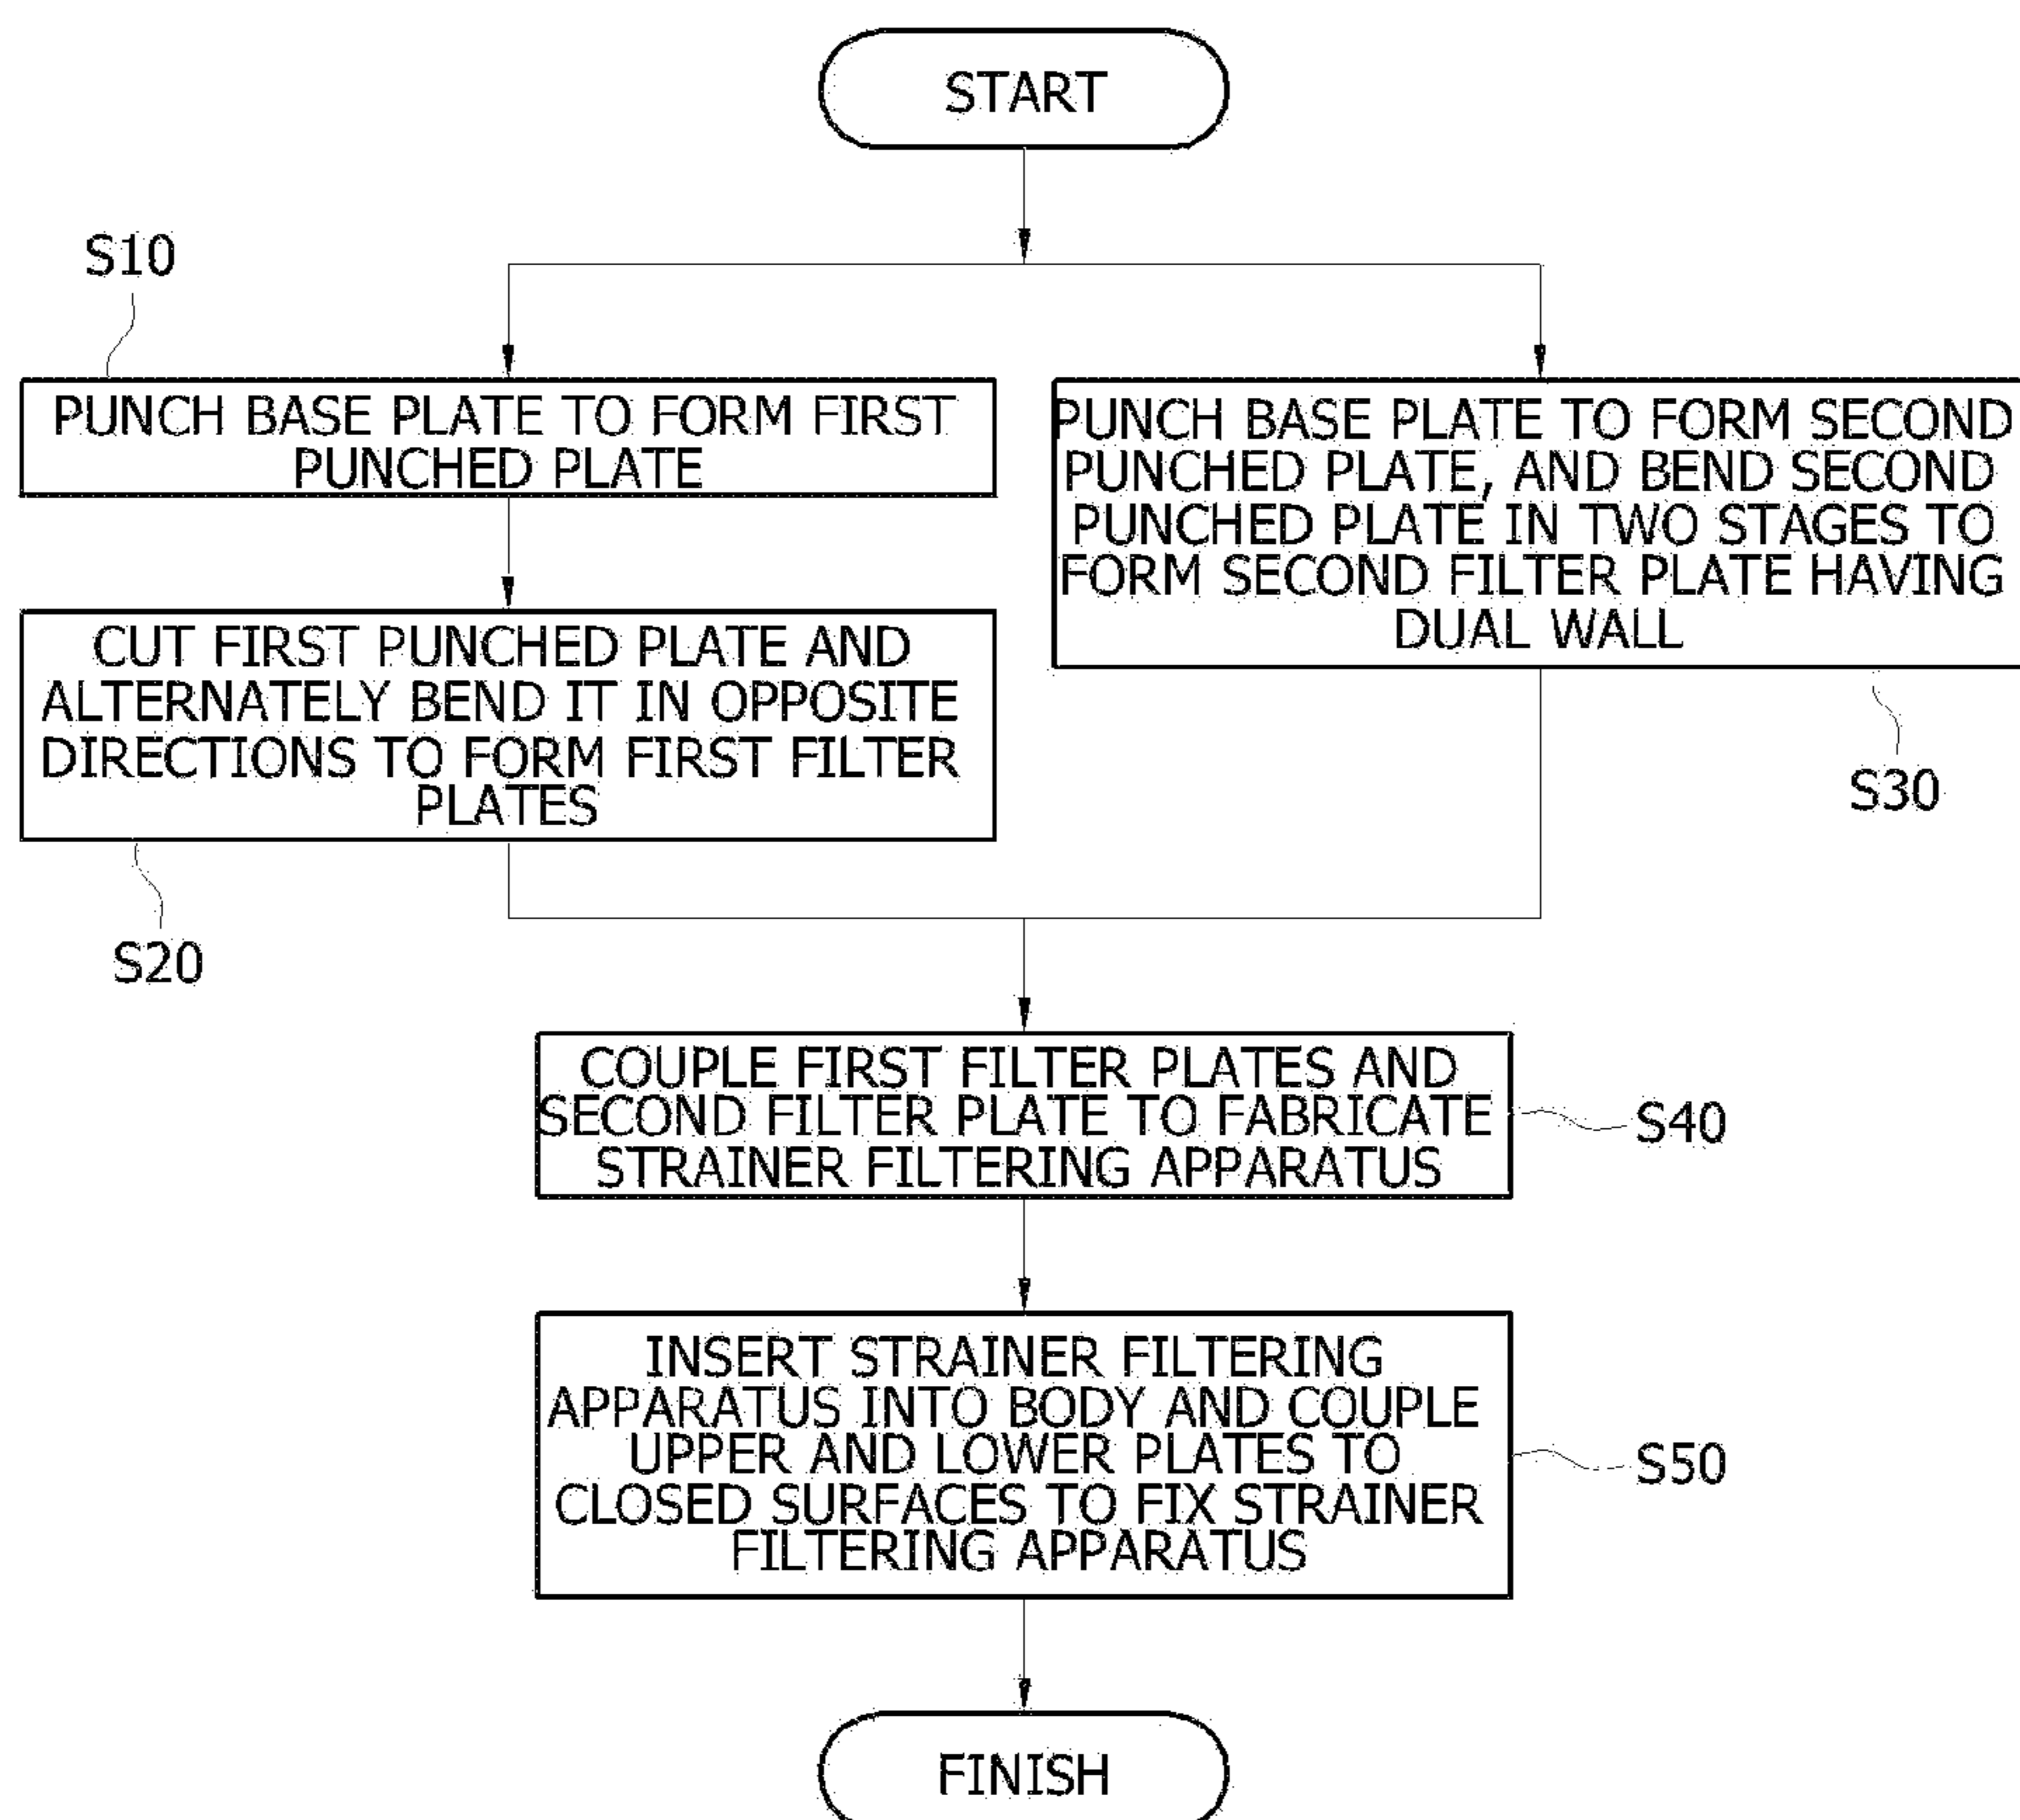 START
S10
PUNCH BASE PLATE TO FORM FIRST
PUNCHED PLATE
CUT FIRST PUNCHED PLATE AND
ALTERNATELY BEND IT IN OPPOSITE
DIRECTIONS TO FORM FIRST FILTER
PLATES
S20
PUNCH BASE PLATE TO FORM SECOND
PUNCHED PLATE, AND BEND SECOND
PUNCHED PLATE IN TWO STAGES TO
FORM SECOND FILTER PLATE HAVING
DUAL WALL
S30
COUPLE FIRST FILTER PLATES AND
SECOND FILTER PLATE TO FABRICATE
STRAINER FILTERING APPARATUS
S40
INSERT STRAINER FILTERING
APPARATUS INTO BODY AND COUPLE
UPPER AND LOWER PLATES TO
CLOSED SURFACES TO FIX STRAINER
FILTERING APPARATUS
S50
FINISH